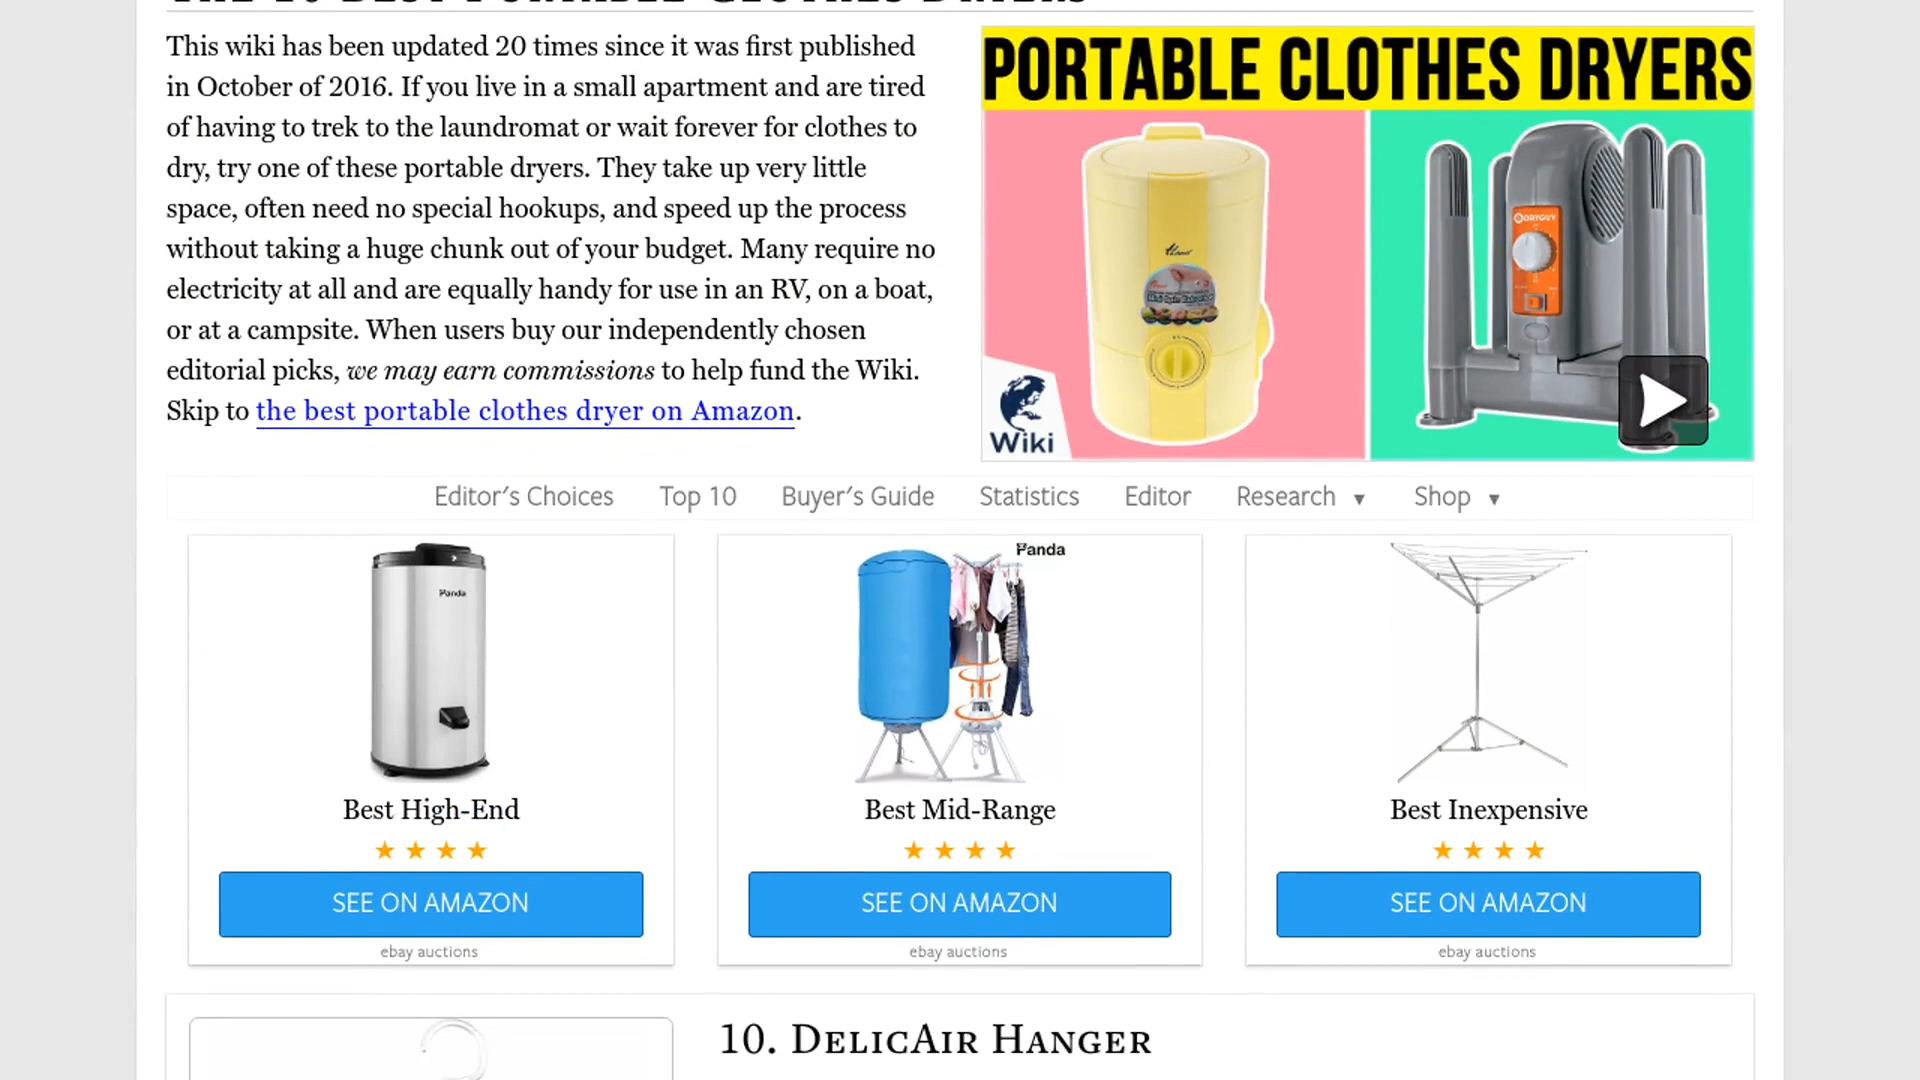 THE 10 BEST PORTABLE CLOTHES DRYERS
This wiki has been updated 20 times since it was first published
in October of 2016. If you live in a small apartment and are tired
of having to trek to the laundromat or wait forever for clothes to
dry, try one of these portable dryers. They take up very little
space, often need no special hookups, and speed up the process
without taking a huge chunk out of your budget. Many require no
electricity at all and are equally handy for use in an RV, on a boat,
or at a campsite. When users buy our independently chosen
editorial picks, we may earn commissions to help fund the Wiki.
Skip to the best portable clothes dryer on Amazon.
PORTABLE CLOTHES DRYERS
DRYGUY
Wiki
Editor's Choices Top 10 Buyer's Guide Statistics Editor Research ▼ Shop ▼
Panda
Best High-End
★ ★ ★ ★
SEE ON AMAZON
ebay auctions
Panda
Best Mid-Range
★ ★ ★ ★
SEE ON AMAZON
ebay auctions
Best Inexpensive
★ ★ ★ ★
SEE ON AMAZON
ebay auctions
10. DELICAIR HANGER